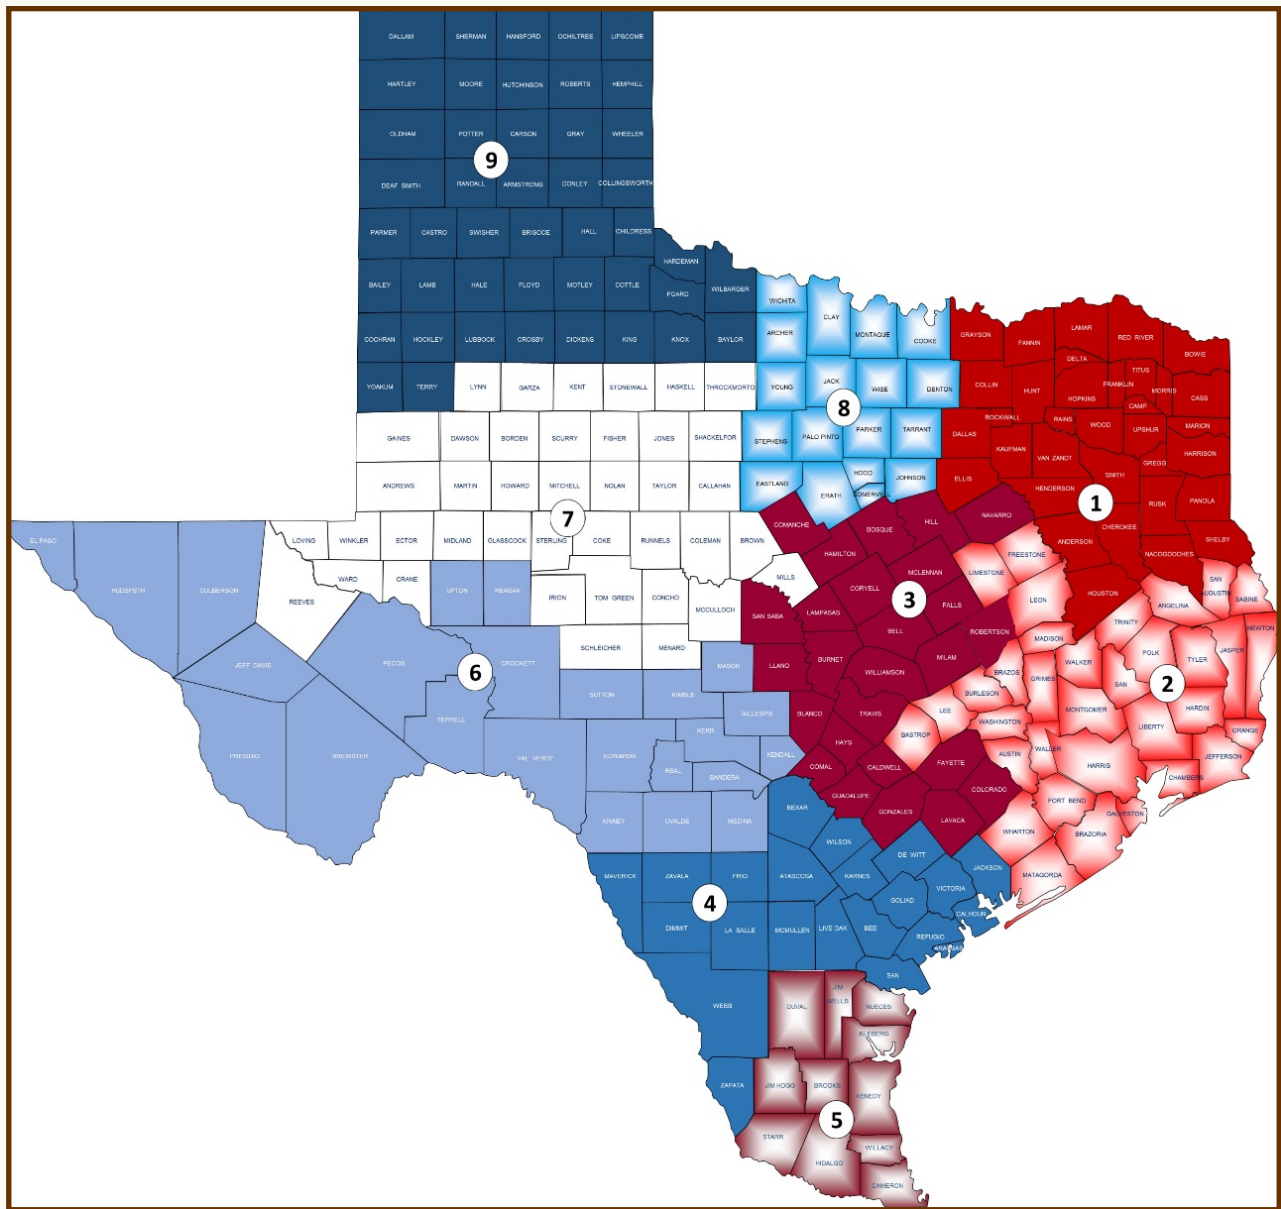 DALLAM SHERMAN HANSFORD OCHILTREE LIPSCOMB
HARTLEY MOORE HUTCHINSON ROBERTS HEMPHILL
OLDHAM POTTER CARSON GRAY WHEELER
9
DEAF SMITH RANDALL ARMSTRONG DONLEY COLLINGSWORTH
PARMER CASTRO SWISHER BRISCOE HALL CHILDRESS
HARDEMAN
BAILEY LAMB HALE FLOYD MOTLEY COTTLE FOARD WILBARGER WICHITA
CLAY
COCHRAN HOCKLEY LUBBOCK CROSBY DICKENS KING KNOX BAYLOR ARCHER MONTAGUE COOKE GRAYSON FANNIN LAMAR RED RIVER BOWIE
DELTA TITUS
YOAKUM TERRY LYNN GARZA KENT STONEWALL HASKELL THROCKMORTO YOUNG JACK WISE DENTON COLLIN HUNT HOPKINS FRANKLIN MORRIS CASS
8
CAMP
ROCKWALL RAINS WOOD UPSHUR MARION
GAINES DAWSON BORDEN SCURRY FISHER JONES SHACKELFOR STEPHENS PALO PINTO PARKER TARRANT DALLAS
KAUFMAN VAN ZANDT GREGG HARRISON
ANDREWS MARTIN HOWARD MITCHELL NOLAN TAYLOR CALLAHAN EASTLAND ERATH HOOD SOMERVELL JOHNSON ELLIS HENDERSON SMITH
1
RUSK PANOLA
7
COMANCHE BOSQUE HILL NAVARRO CHEROKEE
EL PASO LOVING WINKLER ECTOR MIDLAND GLASSCOCK STERLING COKE RUNNELS COLEMAN BROWN HAMILTON ANDERSON NACOGDOCHES SHELBY
FREESTONE
HUDSPETH CULBERSON REEVES WARD CRANE UPTON REAGAN IRION TOM GREEN CONCHO MCCULLOCH MILLS CORYELL MCLENNAN LIMESTONE
3
LEON HOUSTON ANGELINA SAN
AUGUSTIN SABINE
SAN SABA LAMPASAS FALLS
BELL ROBERTSON MADISON TRINITY NEWTON
SCHLEICHER MENARD
JEFF DAVIS PECOS CROCKETT MASON LLANO BURNET WILLIAMSON MILAM BRAZOS GRIMES WALKER POLK TYLER JASPER
6
SAN
2
SUTTON KIMBLE BURLESON
TERRELL GILLESPIE BLANCO TRAVIS LEE WASHINGTON MONTGOMER LIBERTY HARDIN
PRESIDIO BREWSTER VAL VERDE EDWARDS KERR KENDALL HAYS BASTROP AUSTIN WALLER HARRIS ORANGE
REAL BANDERA COMAL CALDWELL FAYETTE JEFFERSON
CHAMBERS
KINNEY UVALDE MEDINA BEXAR GUADALUPE GONZALES COLORADO LAVACA FORT BEND GALVESTON
WHARTON BRAZORIA
WILSON DE WITT
MAVERICK ZAVALA FRIO ATASCOSA KARNES JACKSON MATAGORDA
4
VICTORIA
GOLIAD CALHOUN
DIMMIT LA SALLE MCMULLEN LIVE OAK BEE REFUGIO
ARANSAS
SAN
WEBB DUVAL JIM
WELLS NUECES
KLEBERG
ZAPATA JIM HOGG BROOKS KENEDY
5
STARR HIDALGO WILLACY
CAMERON